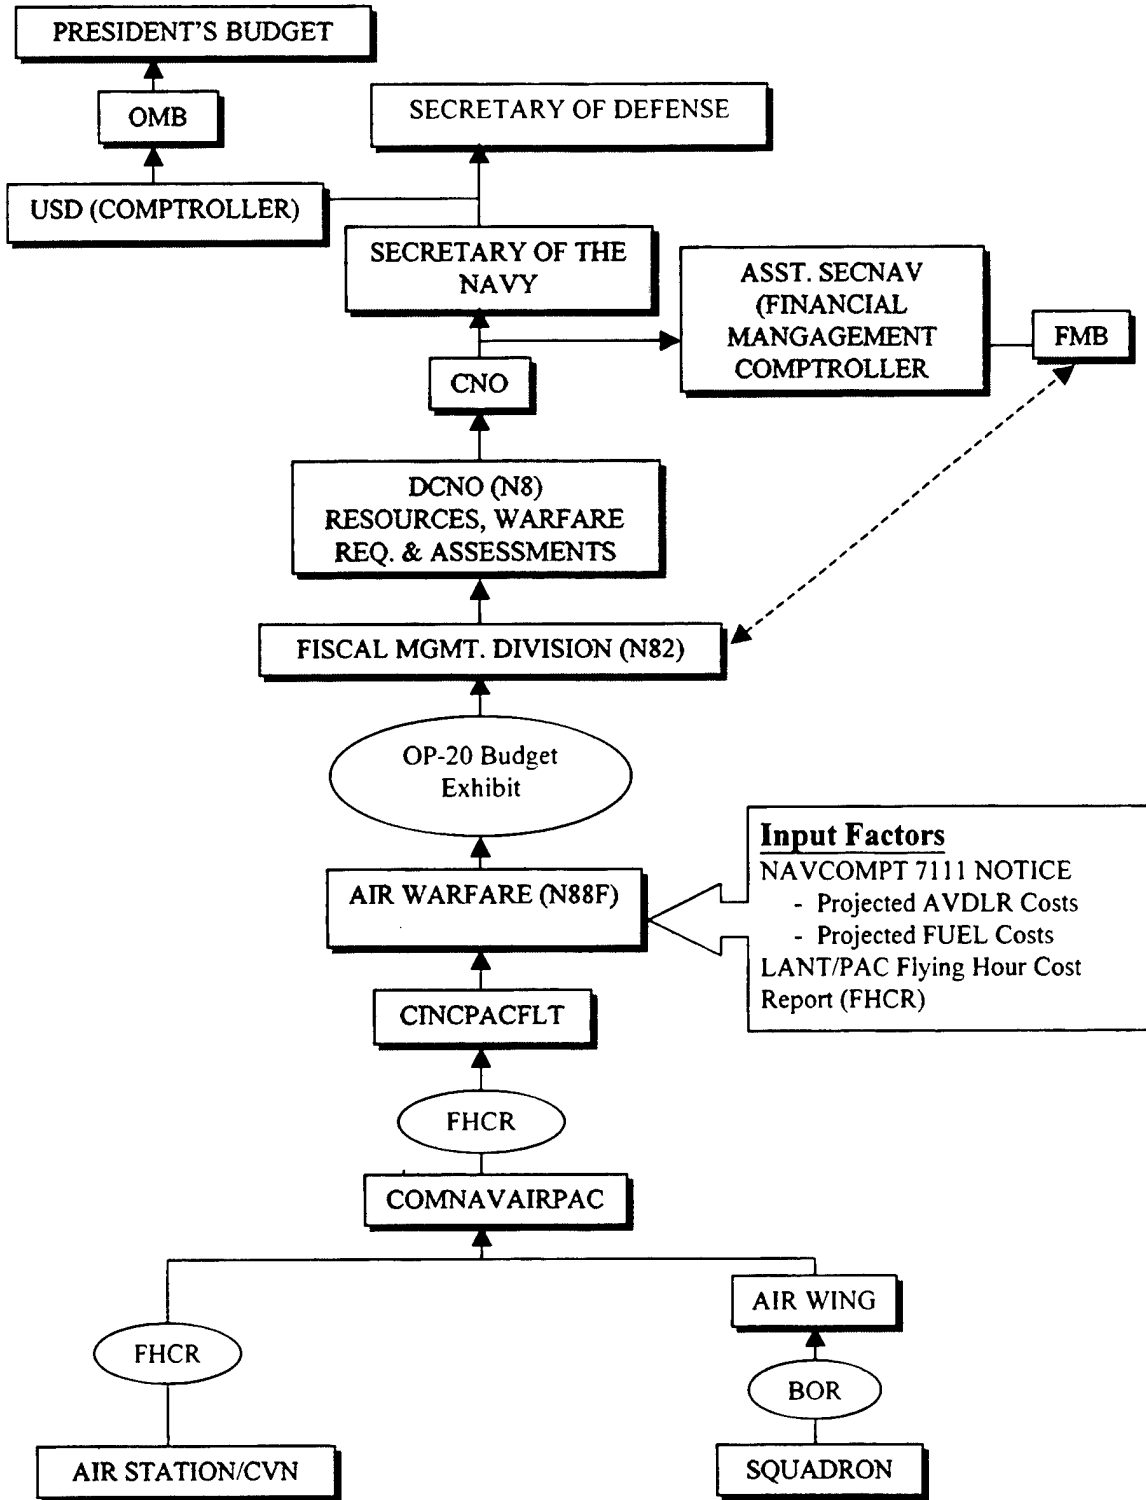 PRESIDENT'S BUDGET
OMB
SECRETARY OF DEFENSE
USD (COMPTROLLER)
SECRETARY OF THE
NAVY
ASST. SECNAV
(FINANCIAL
MANGAGEMENT
COMPTROLLER
FMB
CNO
DCNO (N8)
RESOURCES, WARFARE
REQ. & ASSESSMENTS
FISCAL MGMT. DIVISION (N82)
OP-20 Budget
Exhibit
Input Factors
NAVCOMPT 7111 NOTICE
- Projected AVDLR Costs
- Projected FUEL Costs
LANT/PAC Flying Hour Cost
Report (FHCR)
AIR WARFARE (N88F)
CINCPACFLT
FHCR
COMNAVAIRPAC
AIR WING
FHCR
BOR
AIR STATION/CVN
SQUADRON